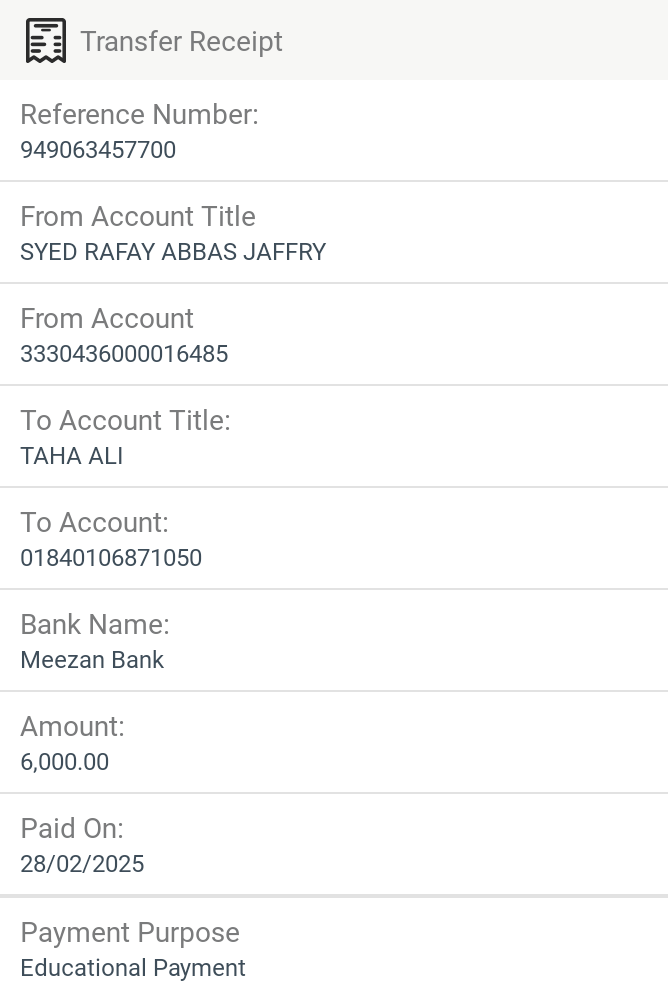 Transfer Receipt
Reference Number:
949063457700
From Account Title
SYED RAFAY ABBAS JAFFRY
From Account
3330436000016485
To Account Title:
TAHA ALI
To Account:
01840106871050
Bank Name:
Meezan Bank
Amount:
6,000.00
Paid On:
28/02/2025
Payment Purpose
Educational Payment